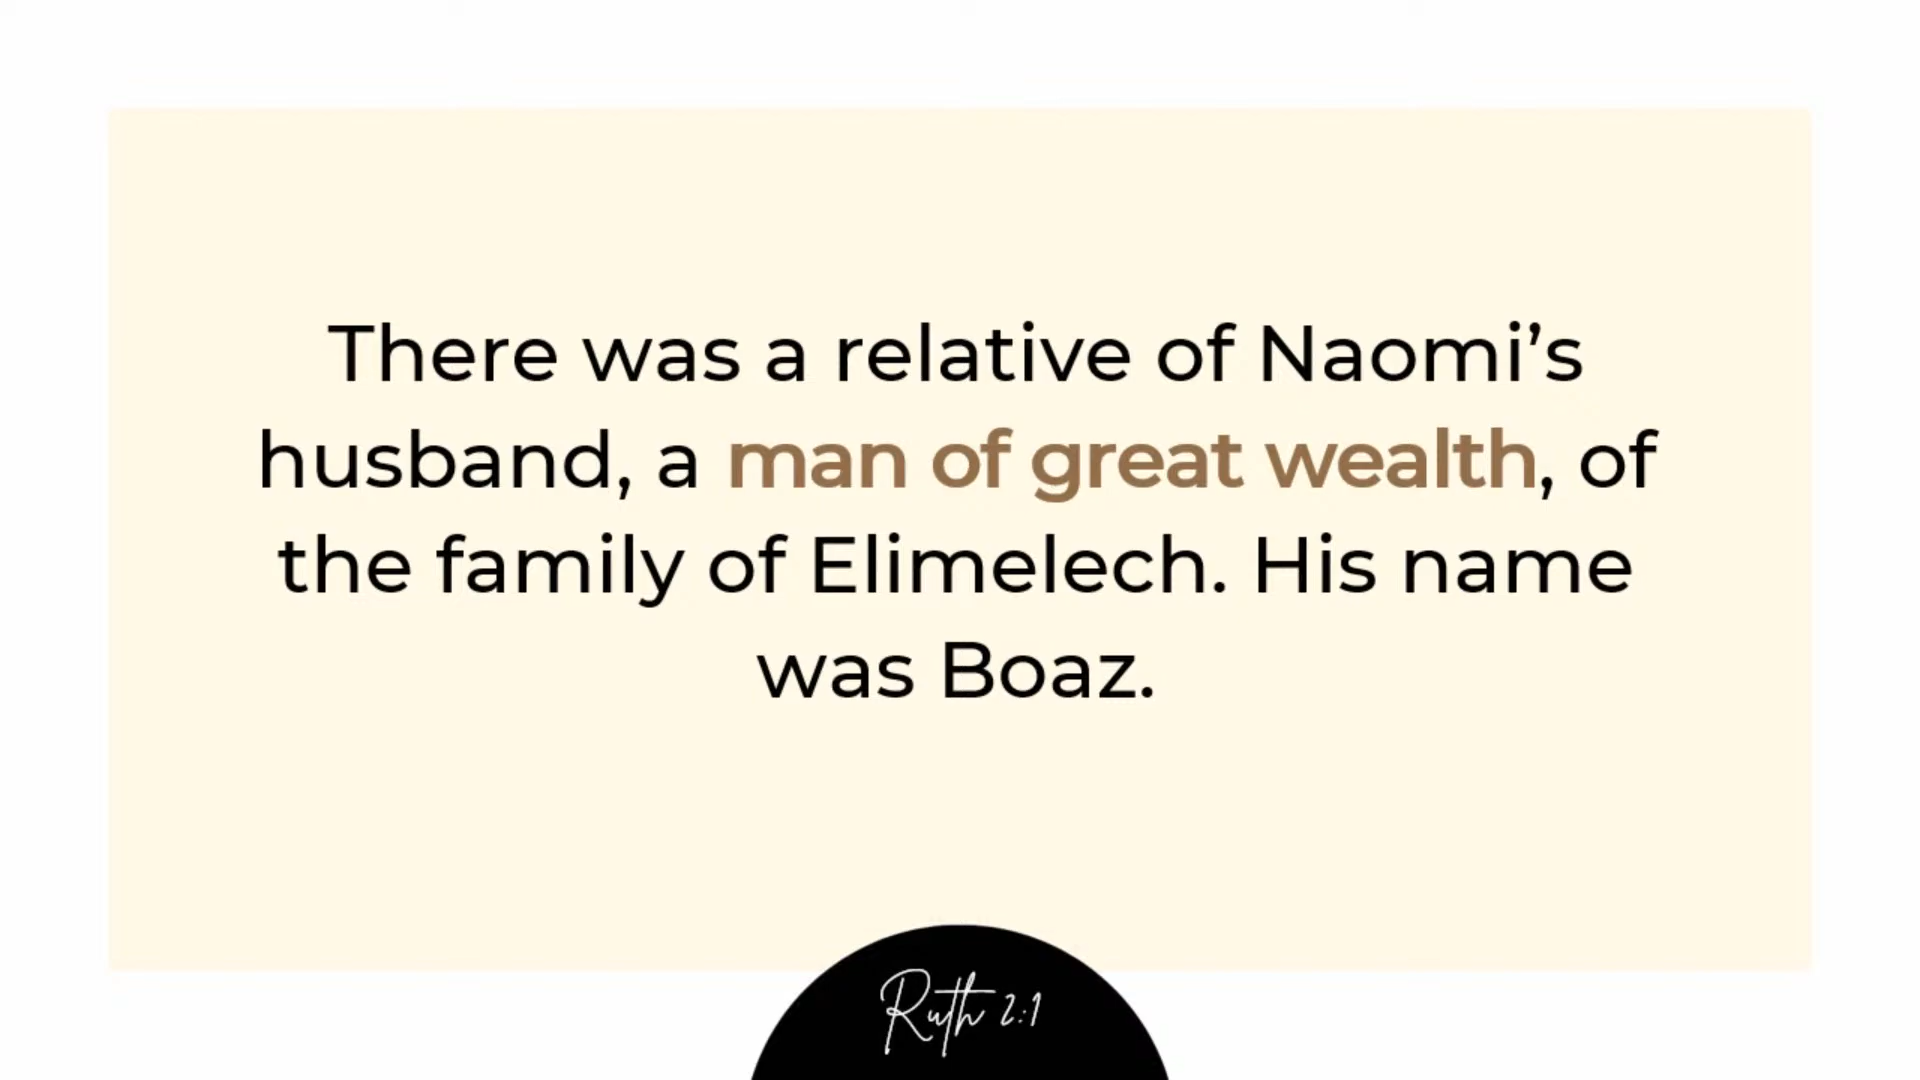 There was a relative of Naomi’s
husband, a man of great wealth, of
the family of Elimelech. His name
was Boaz.
Ruth 2:1